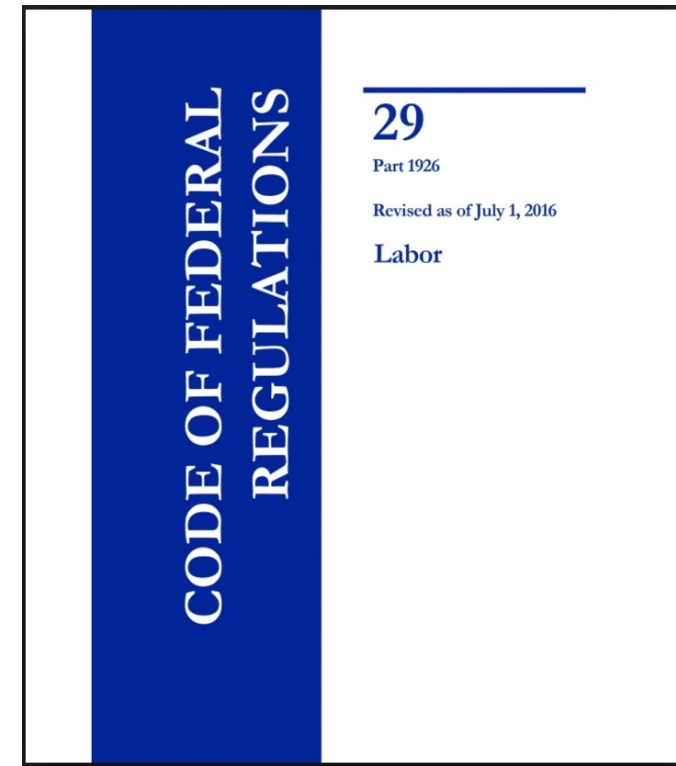 CODE OF FEDERAL
REGULATIONS
29
Part 1926
Revised as of July 1, 2016
Labor